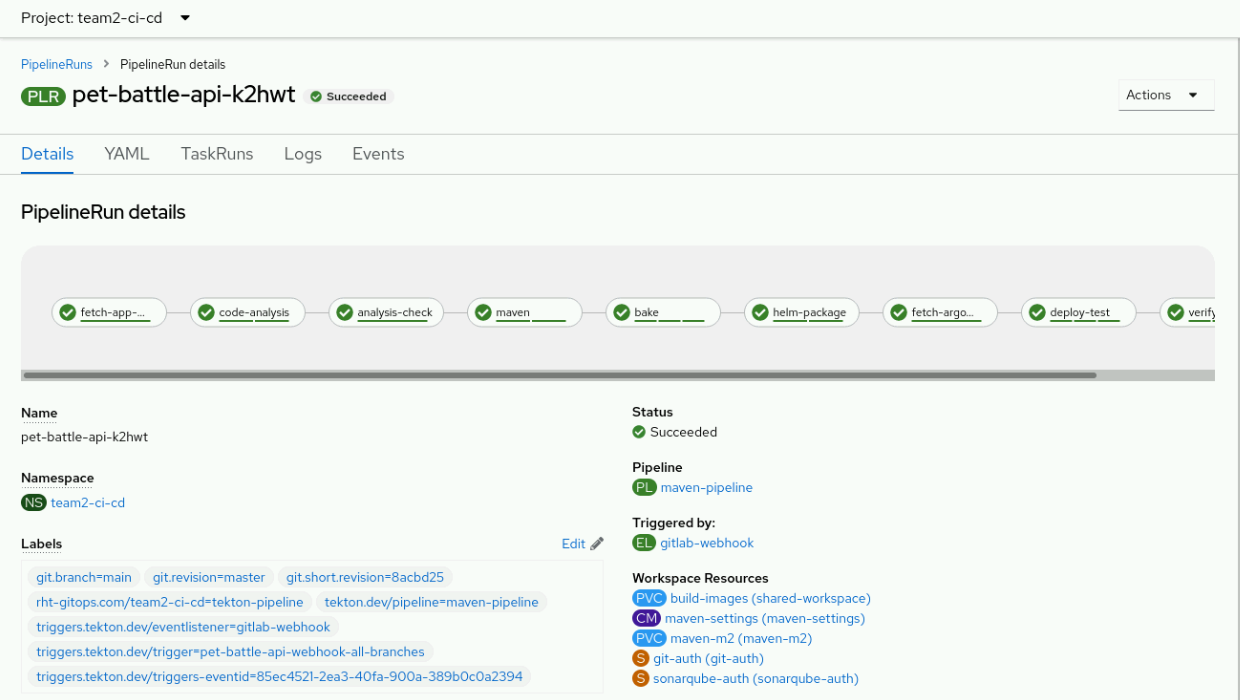 Project: team2-ci-cd
PipelineRuns > PipelineRun details
PLR pet-battle-api-k2hwt Succeeded
Actions
Details YAML TaskRuns Logs Events
PipelineRun details
fetch-app-... code-analysis analysis-check maven bake helm-package fetch-argo... deploy-test verify
Name
pet-battle-api-k2hwt
Namespace
NS team2-ci-cd
Labels Edit
git.branch=main git.revision=master git.short.revision=8acbd25
rht-gitops.com/team2-ci-cd=tekton-pipeline tekton.dev/pipeline=maven-pipeline
triggers.tekton.dev/eventlistener=gitlab-webhook
triggers.tekton.dev/trigger=pet-battle-api-webhook-all-branches
triggers.tekton.dev/triggers-eventid=85ec4521-2ea3-40fa-900a-389b0c0a2394
Status
Succeeded
Pipeline
PL maven-pipeline
Triggered by:
EL gitlab-webhook
Workspace Resources
PVC build-images (shared-workspace)
CM maven-settings (maven-settings)
PVC maven-m2 (maven-m2)
S git-auth (git-auth)
S sonarqube-auth (sonarqube-auth)